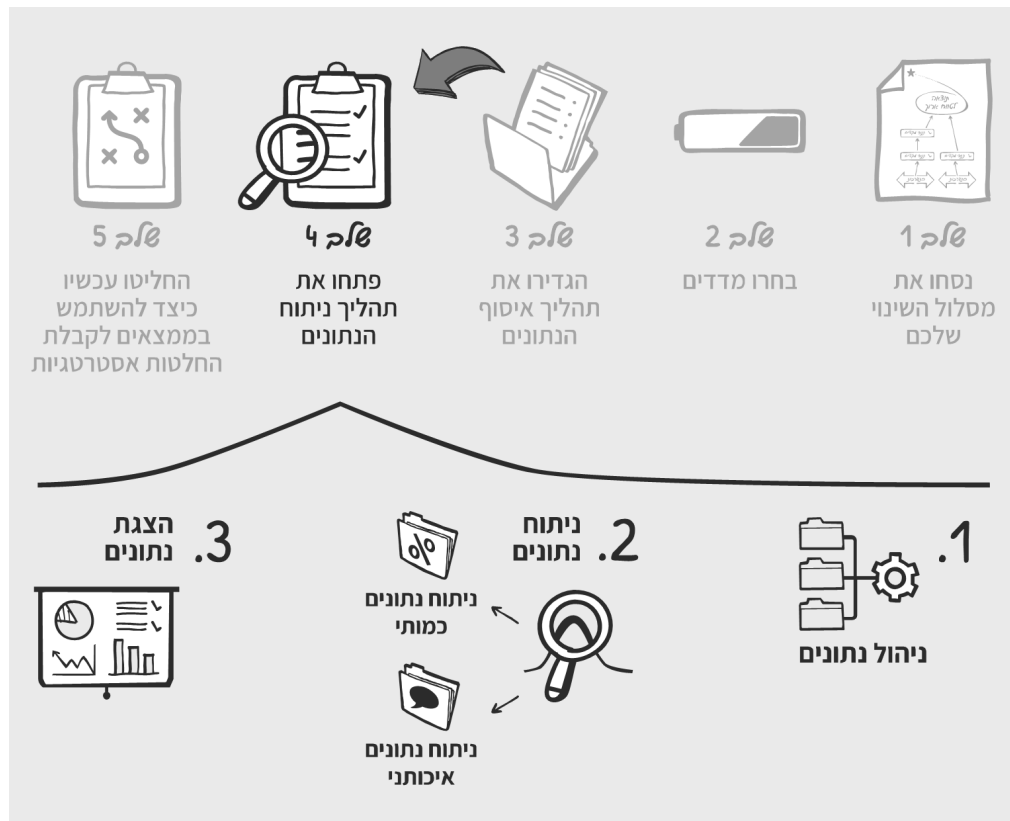 שלב 1
נסחו את
מסלול השינוי
שלכם
שלב 2
בחרו מדדים
שלב 3
הגדירו את
תהליך איסוף
הנתונים
שלב 4
פתחו את
תהליך ניתוח
הנתונים
שלב 5
החליטו עכשיו
כיצד להשתמש
בממצאים לקבלת
החלטות אסטרטגיות
1.
ניהול נתונים
2.
ניתוח
נתונים
%
ניתוח נתונים
כמותי
ניתוח נתונים
איכותני
3.
הצגת
נתונים